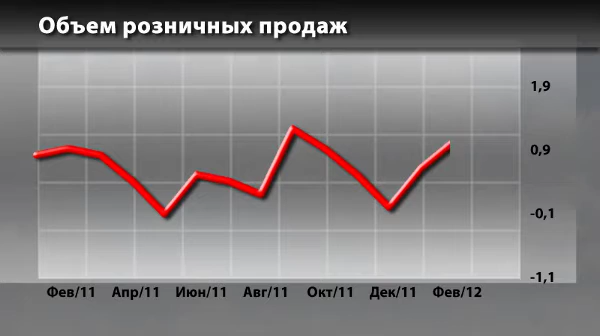 Объем розничных продаж
1,9
0,9
-0,1
-1,1
Фев/11 Апр/11 Июн/11 Авг/11 Окт/11 Дек/11 Фев/12